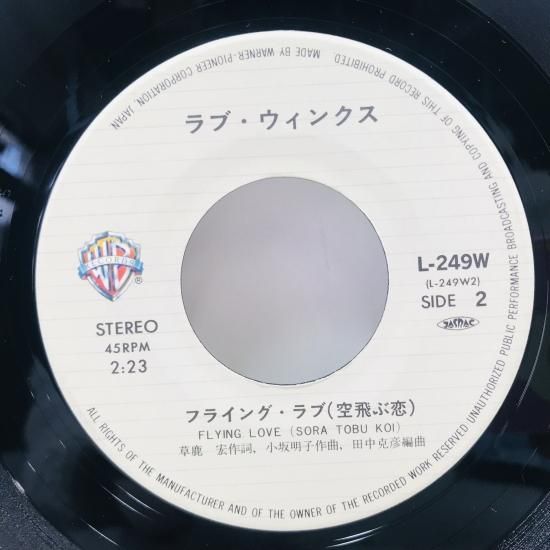 MADE BY WARNER-PIONEER CORPORATION, JAPAN
ALL RIGHTS OF THE MANUFACTURER AND OF THE OWNER OF THE RECORDED WORK RESERVED UNAUTHORIZED PUBLIC PERFORMANCE BROADCASTING AND COPYING OF THIS RECORD PROHIBITED
ラブ・ウィンクス
WB
RECORDS
®
STEREO
45RPM
2:23
L-249W
(L-249W2)
SIDE 2
JASRAC
フライング・ラブ(空飛ぶ恋)
FLYING LOVE (SORA TOBU KOI)
草鹿 宏作詞、小坂明子作曲、田中克彦編曲